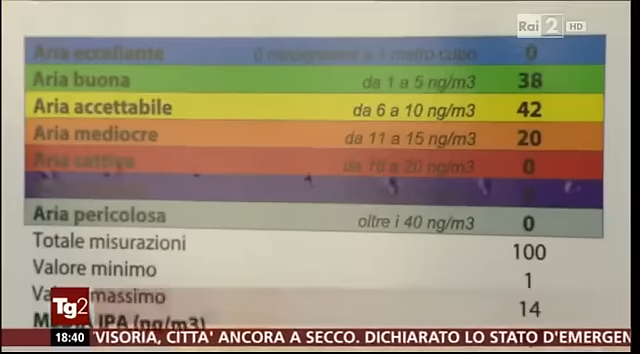 Rai 2 HD
Aria eccellente 0 nanogrammi a 1 metro cubo 0
Aria buona da 1 a 5 ng/m3 38
Aria accettabile da 6 a 10 ng/m3 42
Aria mediocre da 11 a 15 ng/m3 20
Aria cattiva da 16 a 20 ng/m3 0
Aria pericolosa oltre i 40 ng/m3 0
Totale misurazioni 100
Valore minimo 1
massimo 14
IPA (ng/m3)
Tg2
18:40 VISORIA, CITTA' ANCORA A SECCO. DICHIARATO LO STATO D'EMERGEN